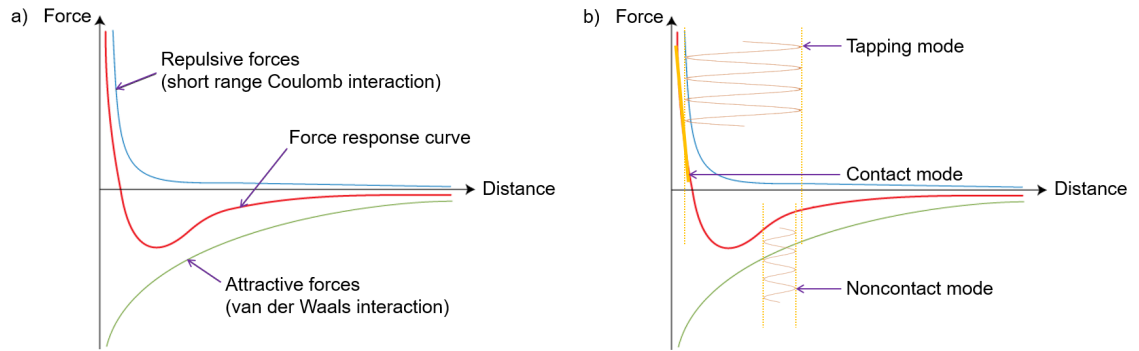 a)
Force
Repulsive forces
(short range Coulomb interaction)
Force response curve
Distance
Attractive forces
(van der Waals interaction)
b)
Force
Tapping mode
Contact mode
Distance
Noncontact mode